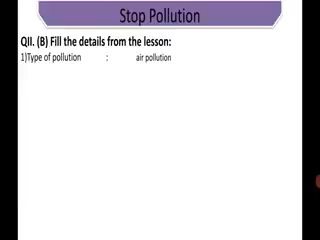 Stop Pollution
QII. (B) Fill the details from the lesson:
1)Type of pollution : air pollution